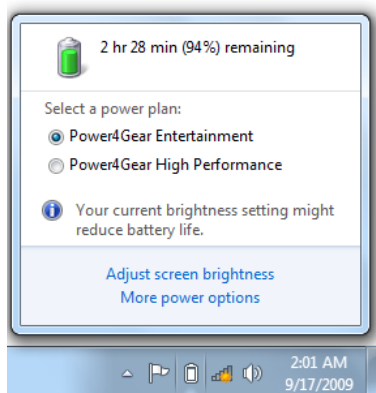 2 hr 28 min (94%) remaining
Select a power plan:
Power4Gear Entertainment
Power4Gear High Performance
Your current brightness setting might
reduce battery life.
Adjust screen brightness
More power options
2:01 AM
9/17/2009